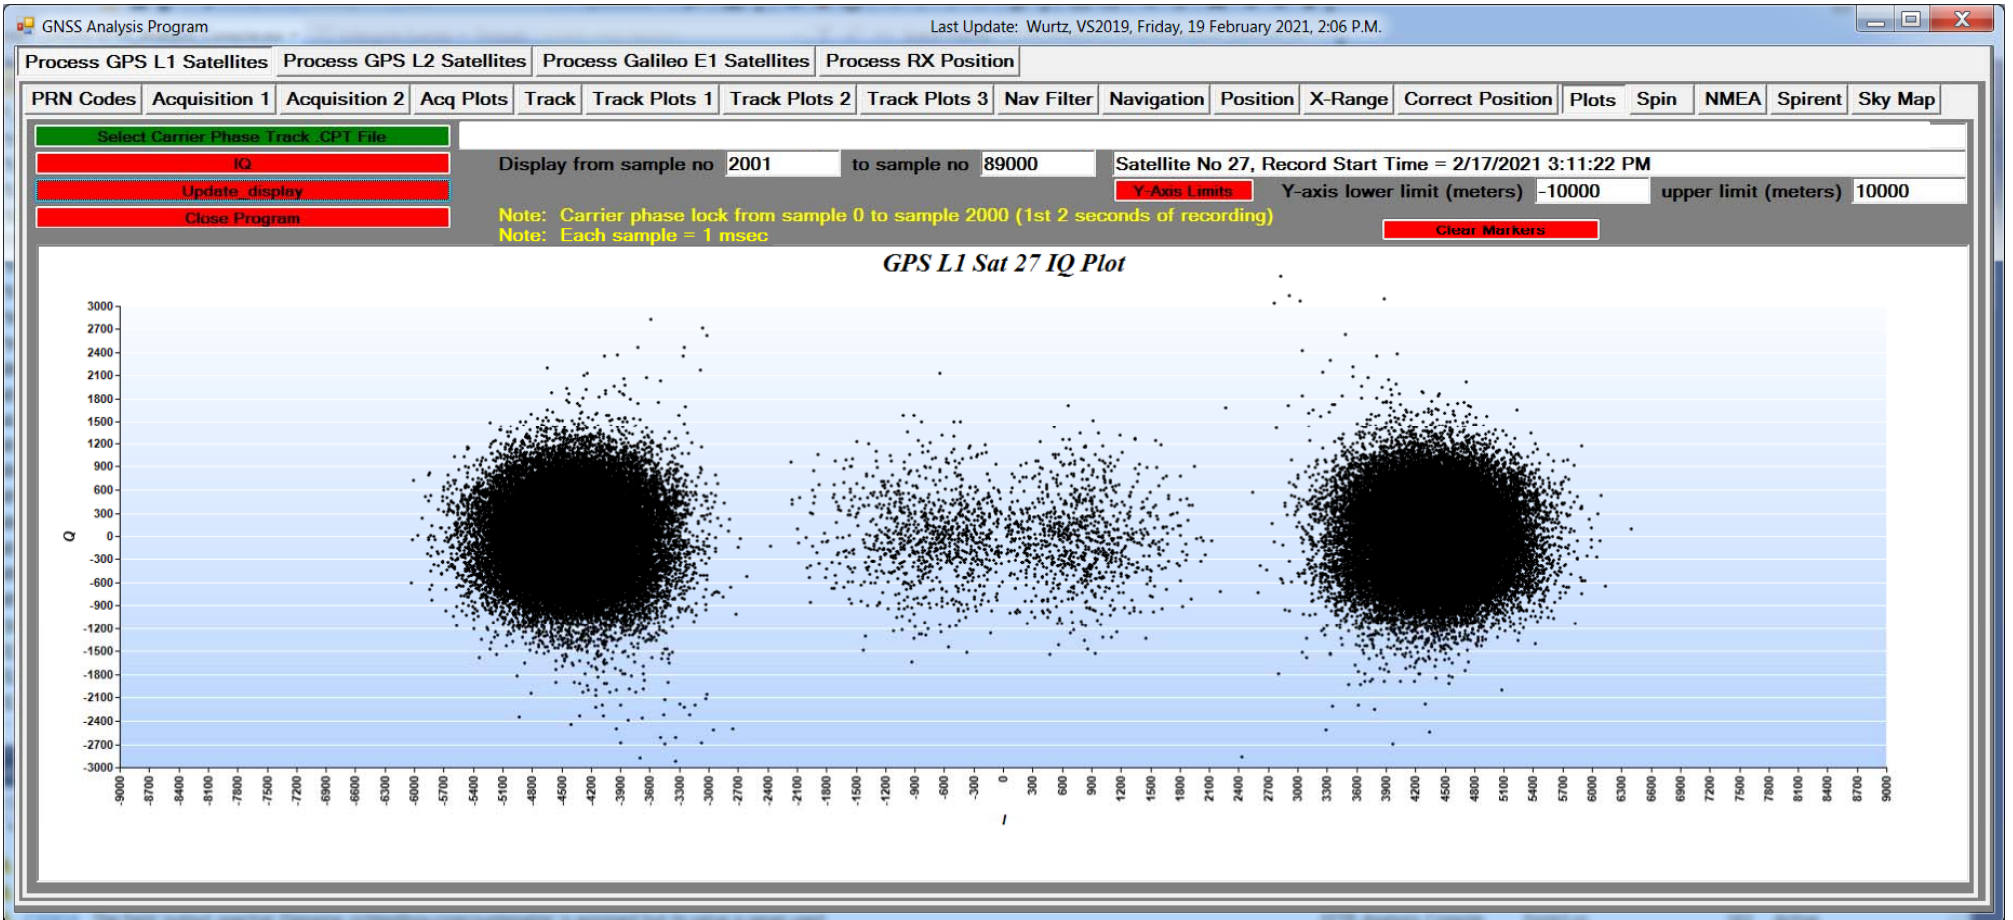 GNSS Analysis Program Last Update: Wurtz, VS2019, Friday, 19 February 2021, 2:06 P.M. X
Process GPS L1 Satellites Process GPS L2 Satellites Process Galileo E1 Satellites Process RX Position
PRN Codes Acquisition 1 Acquisition 2 Acq Plots Track Track Plots 1 Track Plots 2 Track Plots 3 Nav Filter Navigation Position X-Range Correct Position Plots Spin NMEA Spirent Sky Map
Select Carrier Phase Track .CPT File
IQ Display from sample no 2001 to sample no 89000 Satellite No 27, Record Start Time = 2/17/2021 3:11:22 PM
Update_display Y-Axis Limits Y-axis lower limit (meters) -10000 upper limit (meters) 10000
Close Program Note: Carrier phase lock from sample 0 to sample 2000 (1st 2 seconds of recording)
Note: Each sample = 1 msec Clear Markers
GPS L1 Sat 27 IQ Plot
3000
2700
2400
2100
1800
1500
1200
900
600
300
Q 0
-300
-600
-900
-1200
-1500
-1800
-2100
-2400
-2700
-3000
-9000 -8700 -8400 -8100 -7800 -7500 -7200 -6900 -6600 -6300 -6000 -5700 -5400 -5100 -4800 -4500 -4200 -3900 -3600 -3300 -3000 -2700 -2400 -2100 -1800 -1500 -1200 -900 -600 -300 0 300 600 900 1200 1500 1800 2100 2400 2700 3000 3300 3600 3900 4200 4500 4800 5100 5400 5700 6000 6300 6600 6900 7200 7500 7800 8100 8400 8700 9000
I